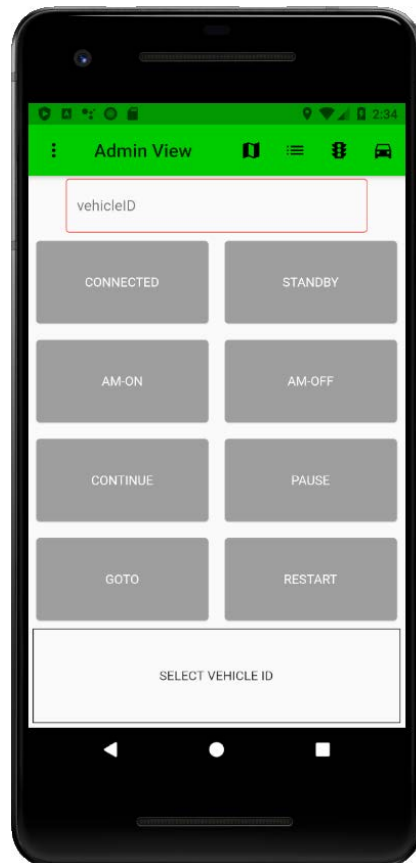 2:34
Admin View
vehicleID
CONNECTED STANDBY
AM-ON AM-OFF
CONTINUE PAUSE
GOTO RESTART
SELECT VEHICLE ID